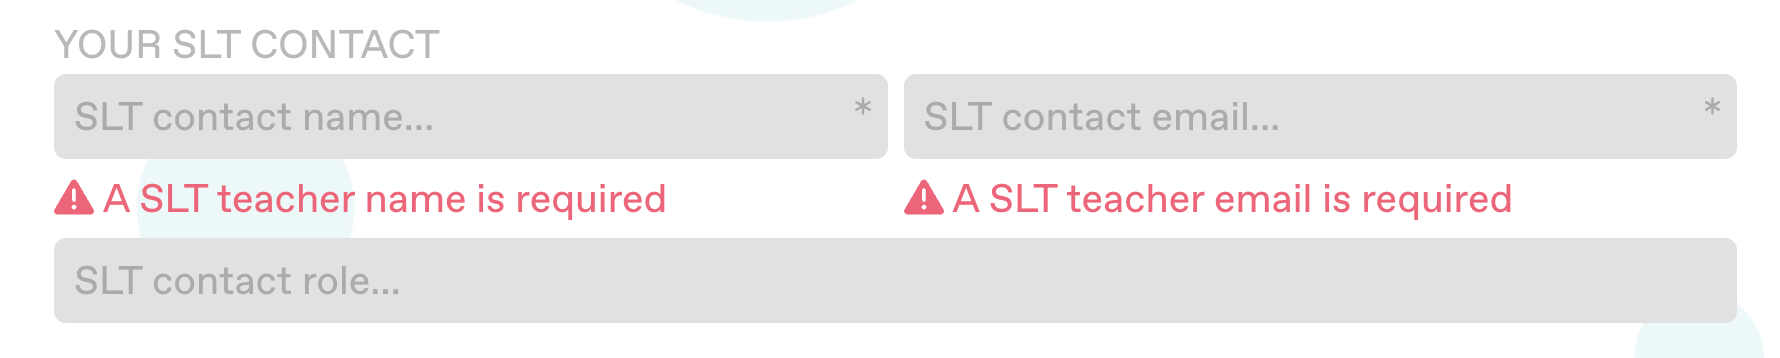 YOUR SLT CONTACT
SLT contact name... *
SLT contact email... *
A SLT teacher name is required
A SLT teacher email is required
SLT contact role...